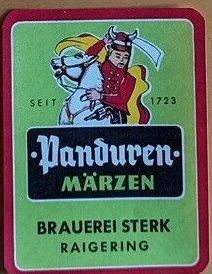 SEIT 1723
·Panduren·
MÄRZEN
BRAUEREI STERK
RAIGERING